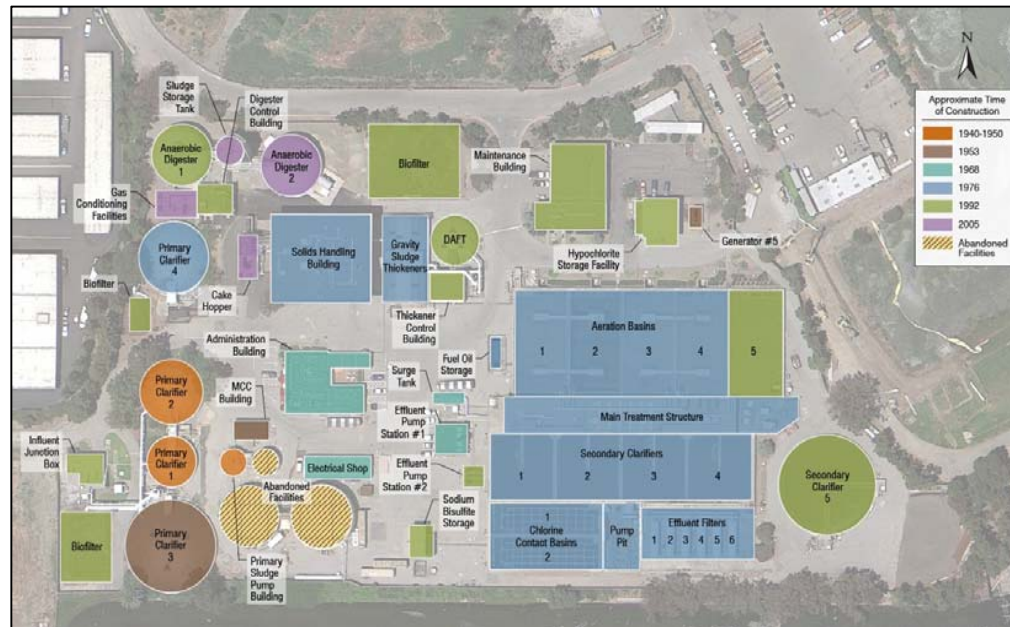 N
Approximate Time
of Construction
1940-1950
1953
1968
1976
1992
2005
Abandoned
Facilities
Sludge
Storage
Tank
Digester
Control
Building
Anaerobic
Digester
1
Anaerobic
Digester
2
Biofilter
Maintenance
Building
Gas
Conditioning
Facilities
Primary
Clarifier
4
Solids Handling
Building
Gravity
Sludge
Thickeners
DAFT
Hypochlorite
Storage Facility
Generator #5
Biofilter
Cake
Hopper
Thickener
Control
Building
Administration
Building
Fuel Oil
Storage
Aeration Basins
1 2 3 4 5
Primary
Clarifier
2
MCC
Building
Surge
Tank
Effluent
Pump
Station #1
Main Treatment Structure
Influent
Junction
Box
Primary
Clarifier
1
Electrical Shop
Abandoned
Facilities
Effluent
Pump
Station #2
Secondary Clarifiers
1 2 3 4
Secondary
Clarifier
5
Biofilter
Primary
Clarifier
3
Primary
Sludge
Pump
Building
Sodium
Bisulfite
Storage
1
Chlorine
Contact Basins
2
Pump
Pit
Effluent Filters
1 2 3 4 5 6